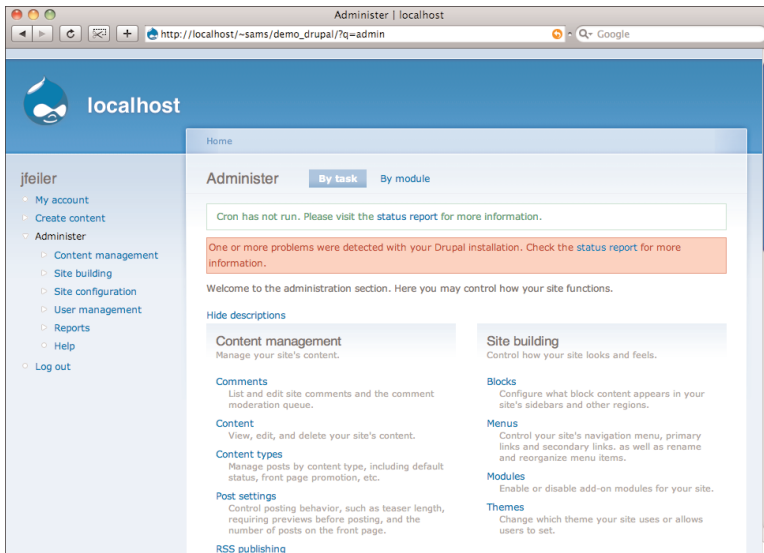 Administer | localhost
http://localhost/~sams/demo_drupal/?q=admin
Google
localhost
Home
jfeiler
My account
Create content
Administer
Content management
Site building
Site configuration
User management
Reports
Help
Log out
Administer By task By module
Cron has not run. Please visit the status report for more information.
One or more problems were detected with your Drupal installation. Check the status report for more
information.
Welcome to the administration section. Here you may control how your site functions.
Hide descriptions
Content management
Manage your site's content.
Comments
List and edit site comments and the comment
moderation queue.
Content
View, edit, and delete your site's content.
Content types
Manage posts by content type, including default
status, front page promotion, etc.
Post settings
Control posting behavior, such as teaser length,
requiring previews before posting, and the
number of posts on the front page.
RSS publishing
Site building
Control how your site looks and feels.
Blocks
Configure what block content appears in your
site's sidebars and other regions.
Menus
Control your site's navigation menu, primary
links and secondary links. as well as rename
and reorganize menu items.
Modules
Enable or disable add-on modules for your site.
Themes
Change which theme your site uses or allows
users to set.